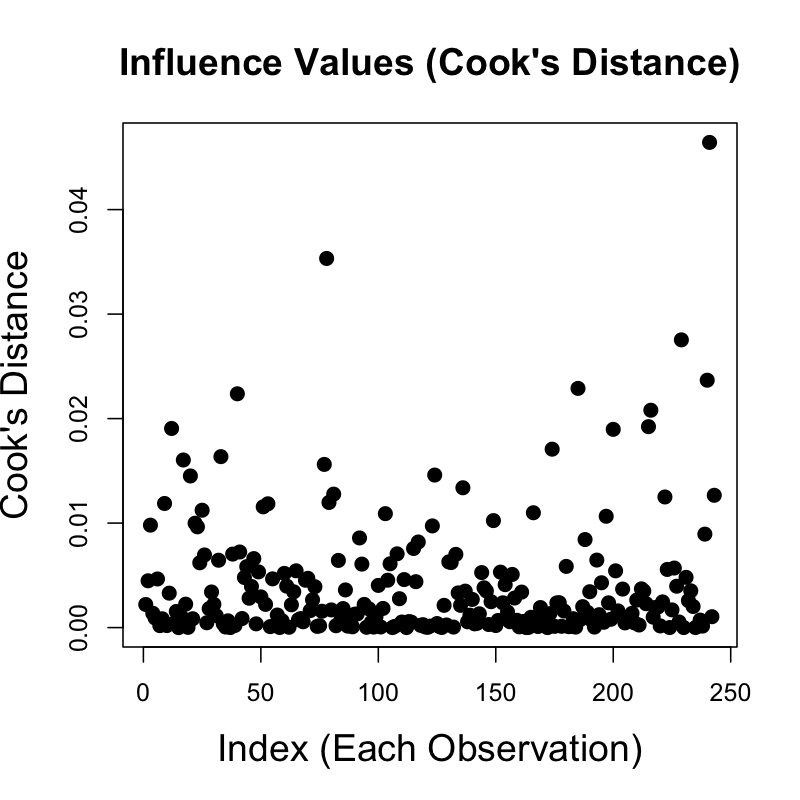 Influence Values (Cook's Distance)
Cook's Distance
0.04
0.03
0.02
0.01
0.00
0 50 100 150 200 250
Index (Each Observation)